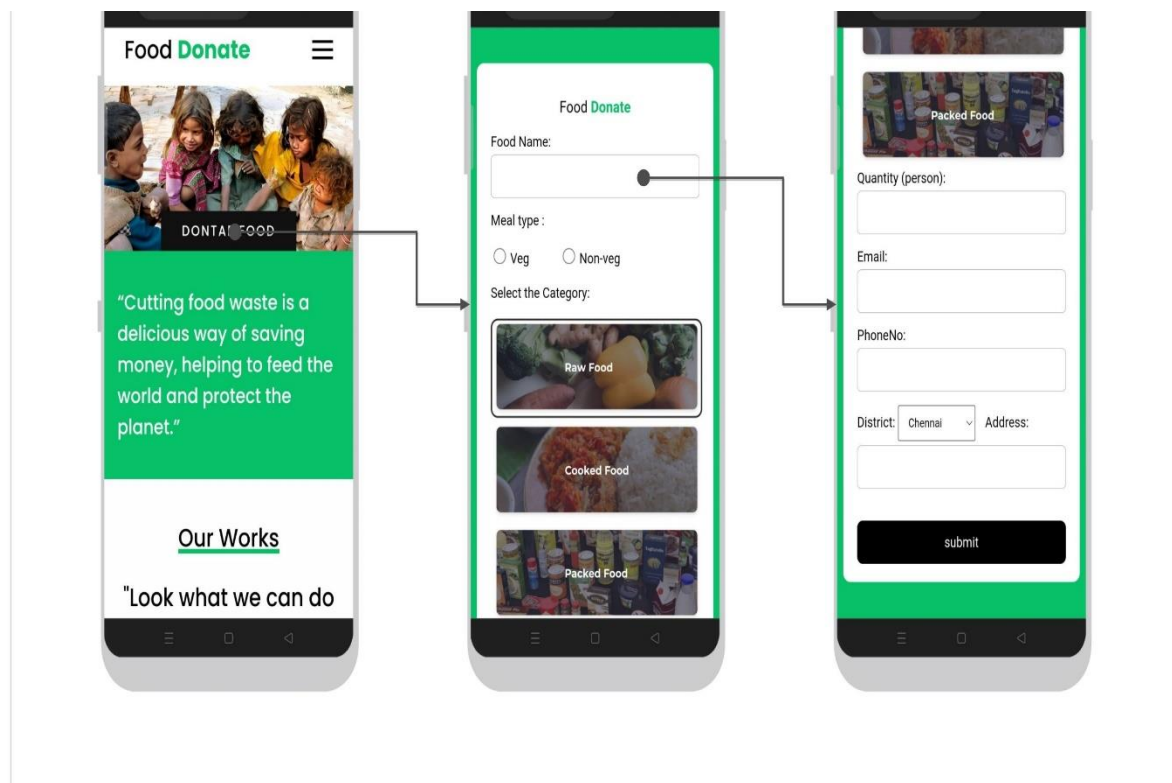 Food Donate
DONTAE FOOD
“Cutting food waste is a
delicious way of saving
money, helping to feed the
world and protect the
planet.”
Our Works
"Look what we can do
Food Donate
Food Name:
Meal type :
Veg Non-veg
Select the Category:
Raw Food
Cooked Food
Packed Food
Packed Food
Quantity (person):
Email:
PhoneNo:
District: Chennai Address:
submit